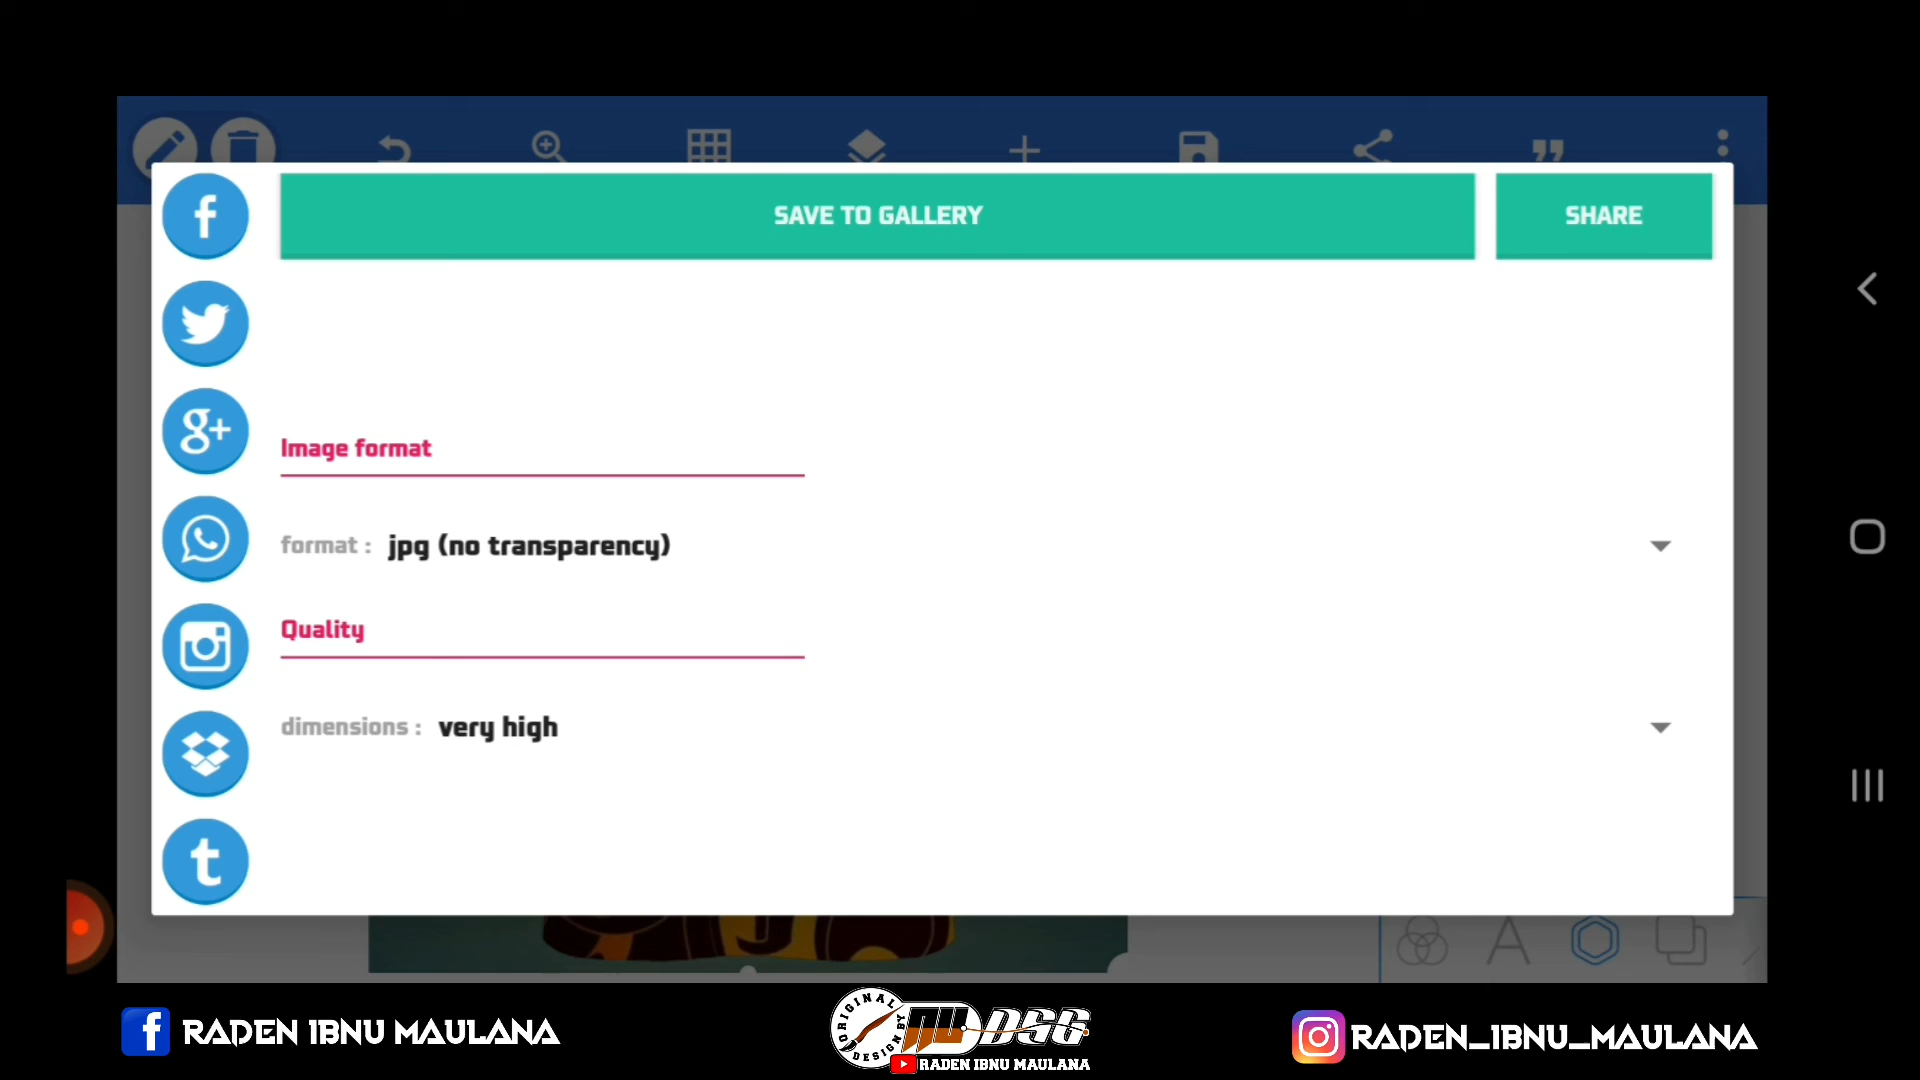 SAVE TO GALLERY
SHARE
Image format
format : jpg (no transparency)
Quality
dimensions : very high
RADEN IBNU MAULANA
ORIGINAL DESIGN BY
DSG
RADEN IBNU MAULANA
RADEN_IBNU_MAULANA